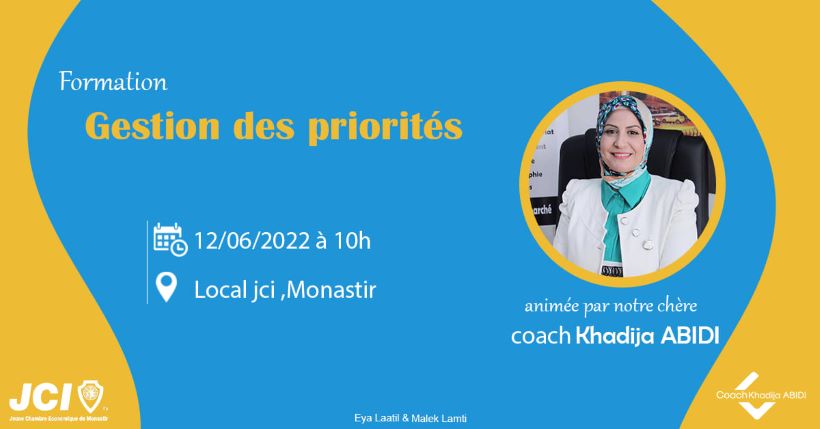 Formation
Gestion des priorités
12/06/2022 à 10h
Local jci ,Monastir
arché
animée par notre chère
coach Khadija ABIDI
JCI
Jeune Chambre Economique de Monastir
Eya Laatil & Malek Lamti
Coach Khadija ABIDI